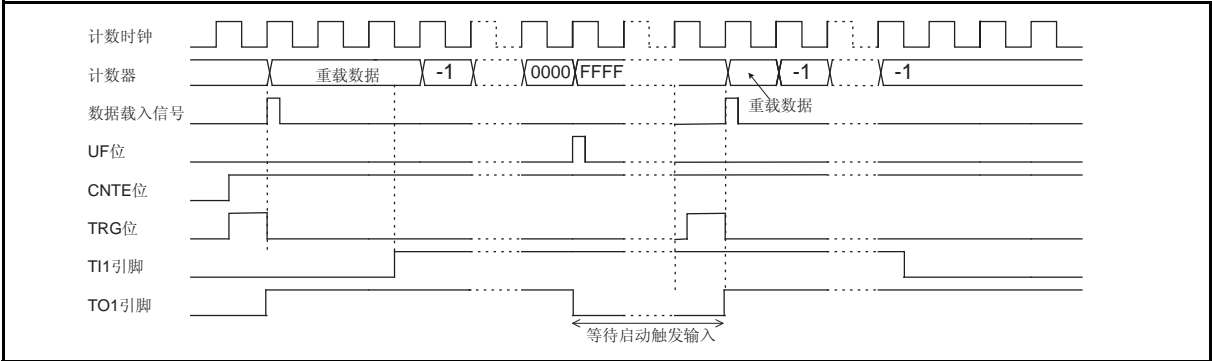 计数时钟
计数器 重载数据 -1 0000 FFFF -1 -1
数据载入信号 重载数据
UF位
CNTE位
TRG位
TI1引脚
TO1引脚
等待启动触发输入